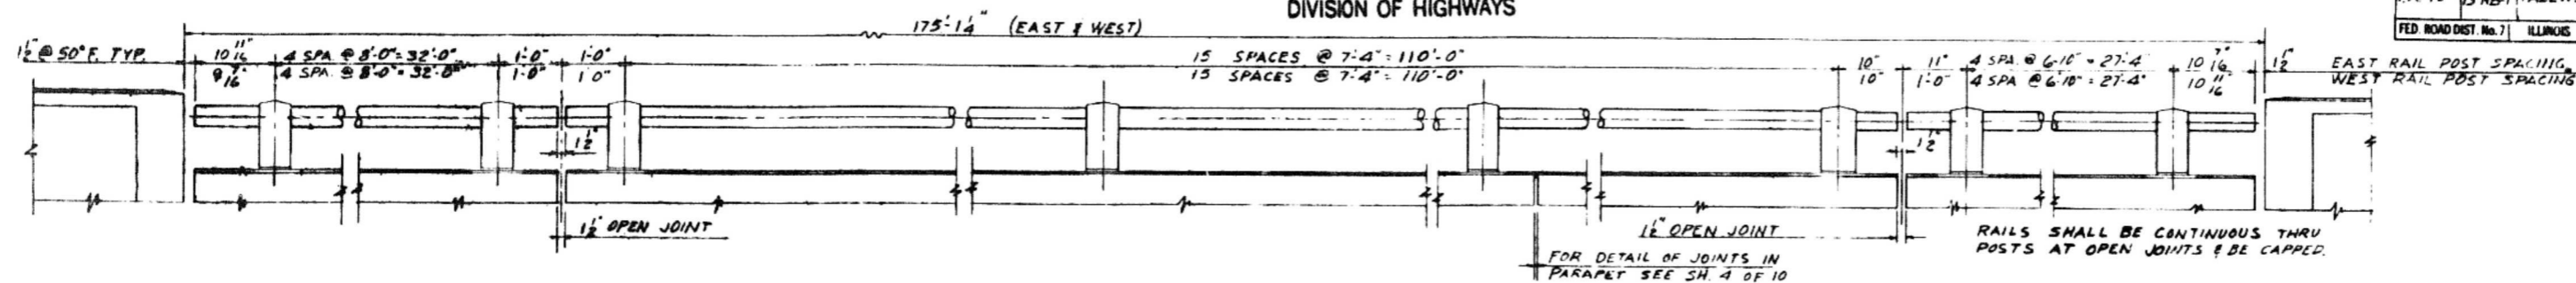 DIVISION OF HIGHWAYS
FED. ROAD DIST. No. 7 ILLINOIS
175'-1¼" (EAST & WEST)
1½" @ 50°F. TYP.
10 11/16" 4 SPA @ 8'-0" = 32'-0" 1'-0" 1'-0" 15 SPACES @ 7'-4" = 110'-0" 10" 11" 4 SPA. @ 6'-10" = 27'-4" 10 7/16" 1½" EAST RAIL POST SPACING
9 7/16" 4 SPA. @ 8'-0" = 32'-0" 1'-0" 1'-0" 15 SPACES @ 7'-4" = 110'-0" 10" 1'-0" 4 SPA @ 6'-10" = 27'-4" 10 11/16" WEST RAIL POST SPACING
1½" 1½"
1½" OPEN JOINT
1½" OPEN JOINT
RAILS SHALL BE CONTINUOUS THRU
POSTS AT OPEN JOINTS & BE CAPPED.
FOR DETAIL OF JOINTS IN
PARAPET SEE SH. 4 OF 10